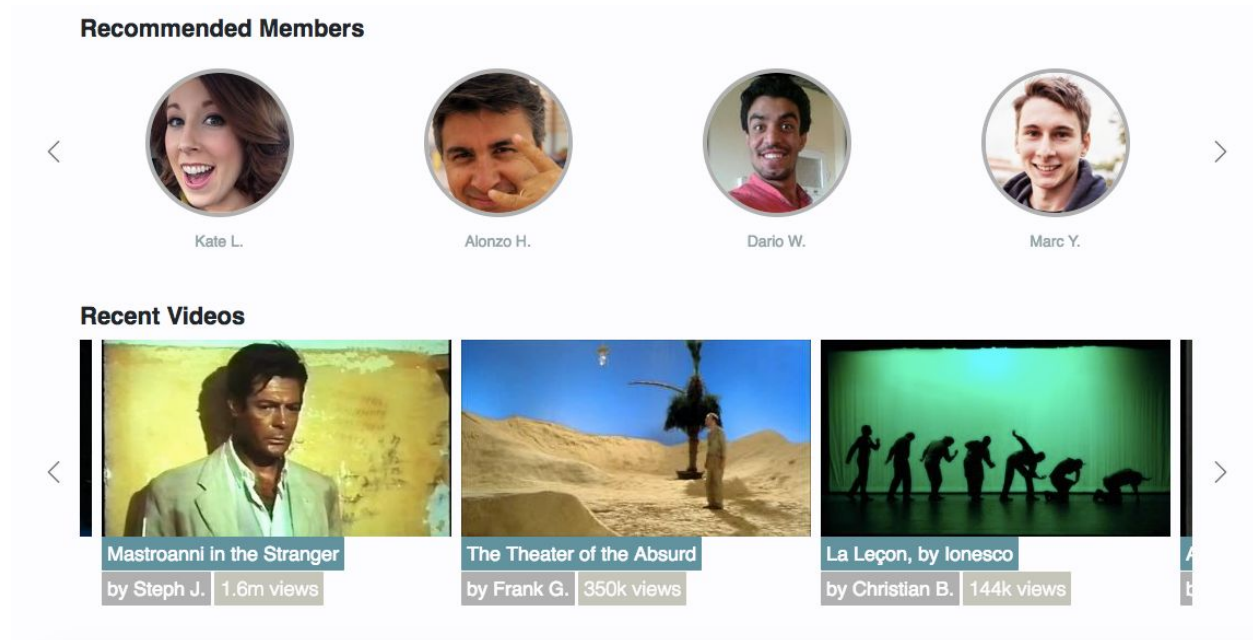 Recommended Members
Kate L.
Alonzo H.
Dario W.
Marc Y.
Recent Videos
Mastroanni in the Stranger
by Steph J. 1.6m views
The Theater of the Absurd
by Frank G. 350k views
La Leçon, by Ionesco
by Christian B. 144k views